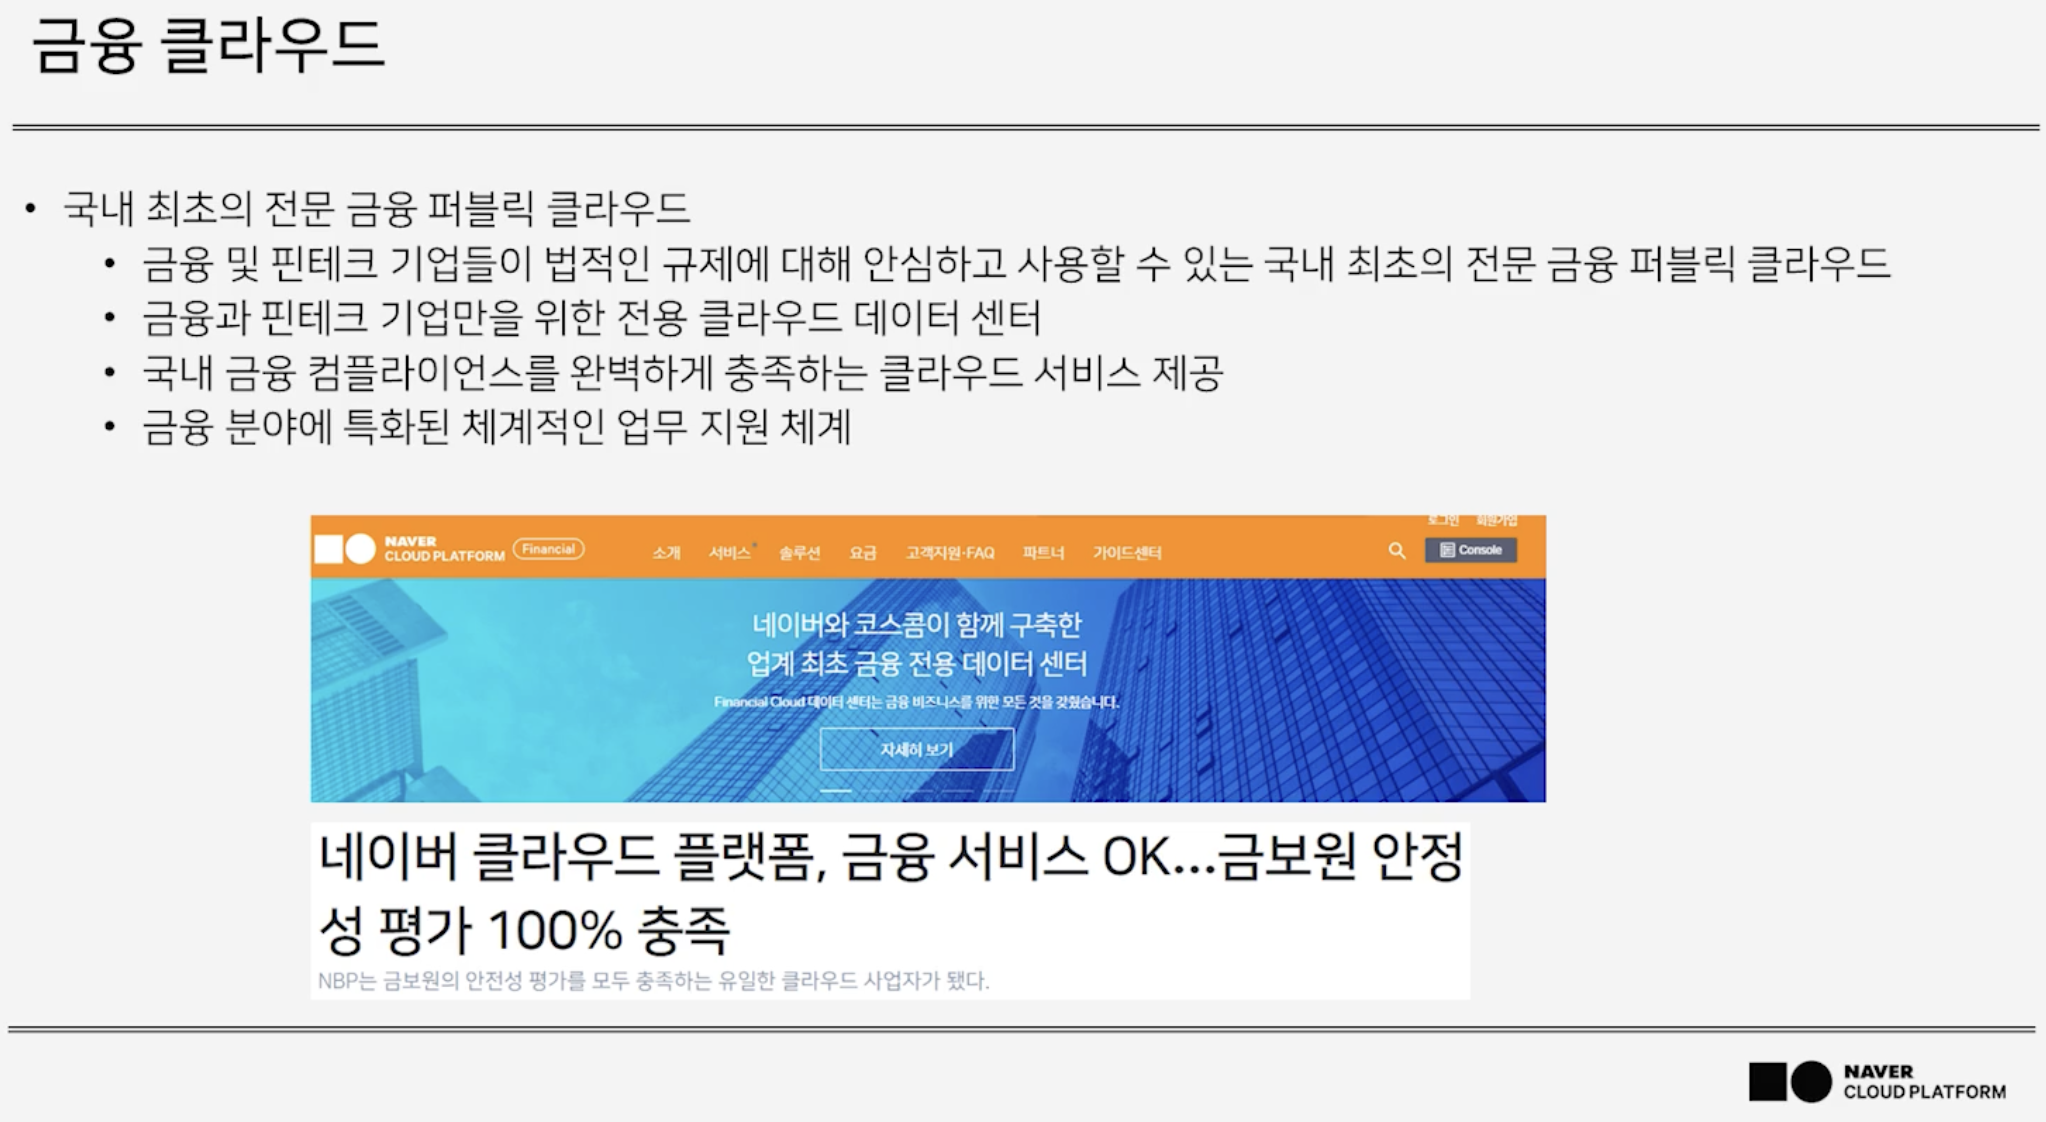 금융 클라우드
• 국내 최초의 전문 금융 퍼블릭 클라우드
• 금융 및 핀테크 기업들이 법적인 규제에 대해 안심하고 사용할 수 있는 국내 최초의 전문 금융 퍼블릭 클라우드
• 금융과 핀테크 기업만을 위한 전용 클라우드 데이터 센터
• 국내 금융 컴플라이언스를 완벽하게 충족하는 클라우드 서비스 제공
• 금융 분야에 특화된 체계적인 업무 지원 체계
로그인 회원가입
NAVER
CLOUD PLATFORM Financial 소개 서비스 솔루션 요금 고객지원·FAQ 파트너 가이드센터 Console
네이버와 코스콤이 함께 구축한
업계 최초 금융 전용 데이터 센터
Financial Cloud 데이터 센터는 금융 비즈니스를 위한 모든 것을 갖췄습니다.
자세히 보기
네이버 클라우드 플랫폼, 금융 서비스 OK...금보원 안정
성 평가 100% 충족
NBP는 금보원의 안전성 평가를 모두 충족하는 유일한 클라우드 사업자가 됐다.
NAVER
CLOUD PLATFORM